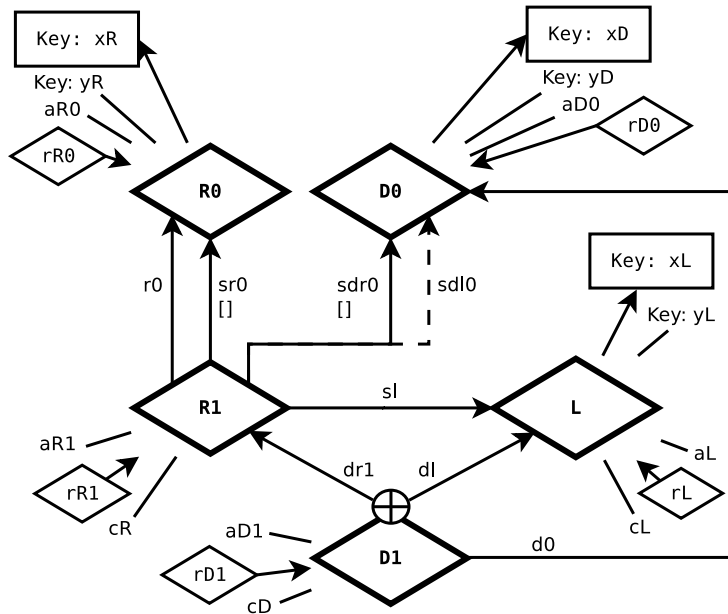 Key: xR
Key: xD
Key: yR
Key: yD
aR0
aD0
rR0
rD0
R0
D0
Key: xL
r0
sr0
[]
sdr0
[]
sdl0
Key: yL
R1
sl
L
aR1
aL
rR1
dr1
dl
rL
cR
cL
aD1
d0
D1
rD1
cD